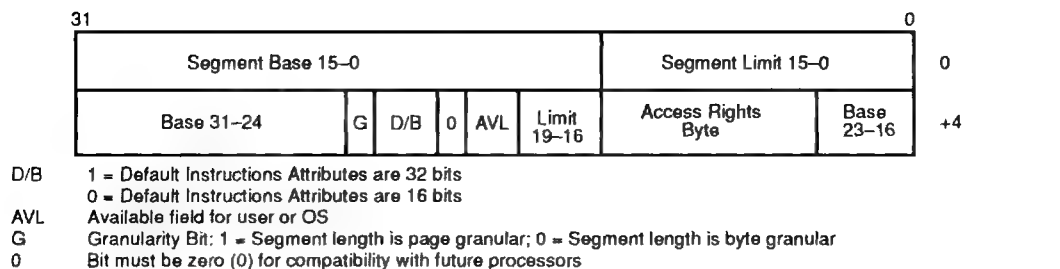 31 0
Segment Base 15–0 Segment Limit 15–0 0
Base 31–24 G D/B 0 AVL Limit 19–16 Access Rights Byte Base 23–16 +4
D/B 1 = Default Instructions Attributes are 32 bits
0 = Default Instructions Attributes are 16 bits
AVL Available field for user or OS
G Granularity Bit: 1 = Segment length is page granular; 0 = Segment length is byte granular
0 Bit must be zero (0) for compatibility with future processors